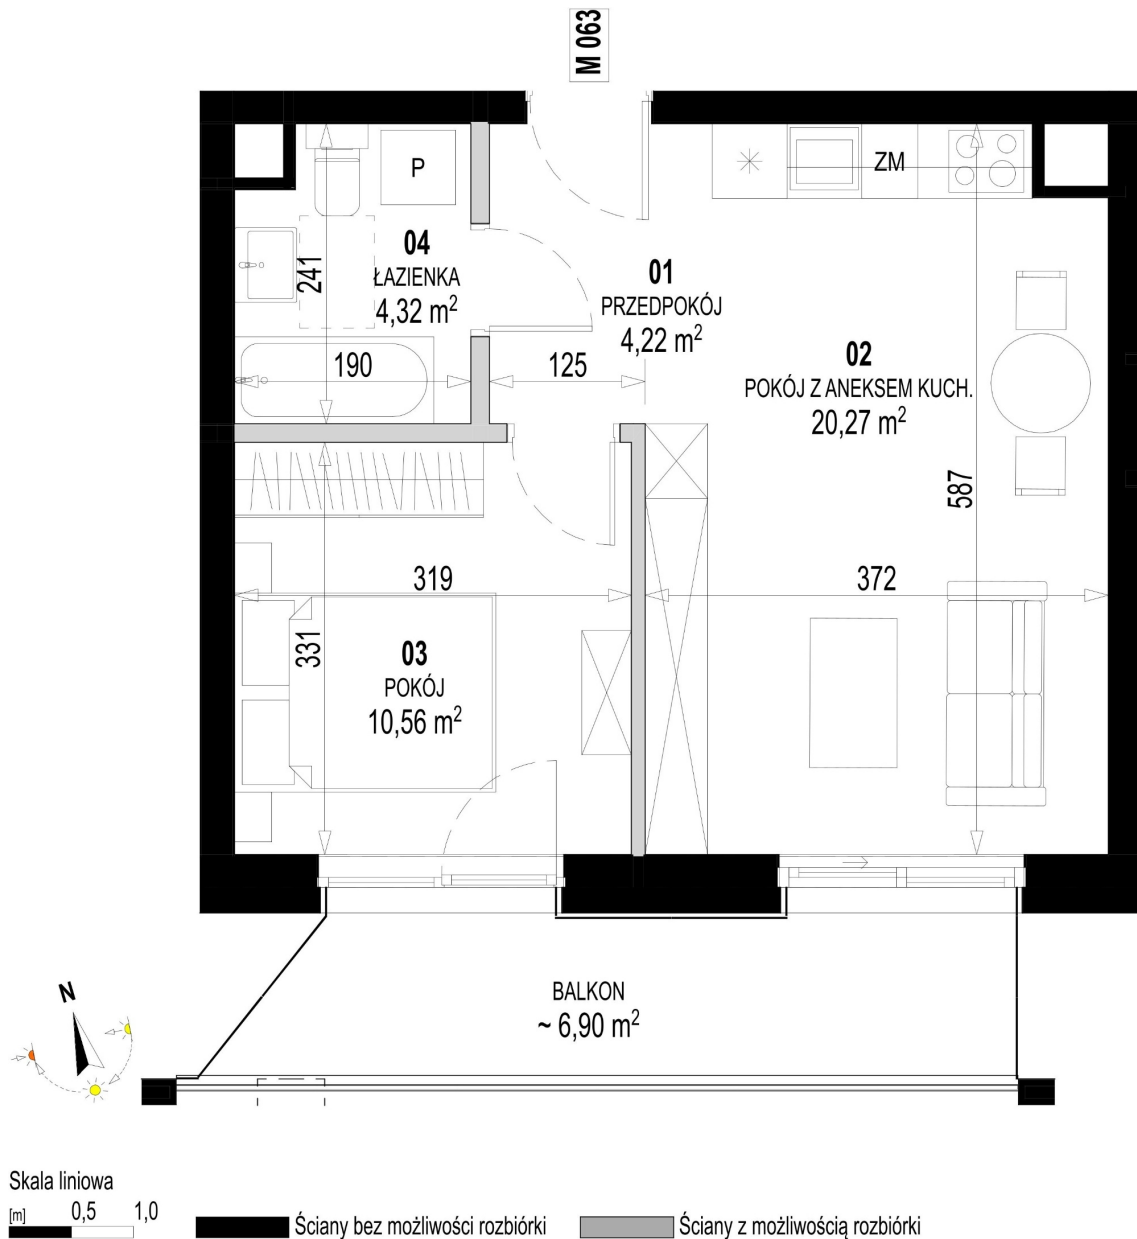 M 063
P
ZM
04
ŁAZIENKA
4,32 m²
241
190
125
01
PRZEDPOKÓJ
4,22 m²
02
POKÓJ Z ANEKSEM KUCH.
20,27 m²
587
319
372
331
03
POKÓJ
10,56 m²
BALKON
~ 6,90 m²
N
Skala liniowa
[m] 0,5 1,0
Ściany bez możliwości rozbiórki
Ściany z możliwością rozbiórki